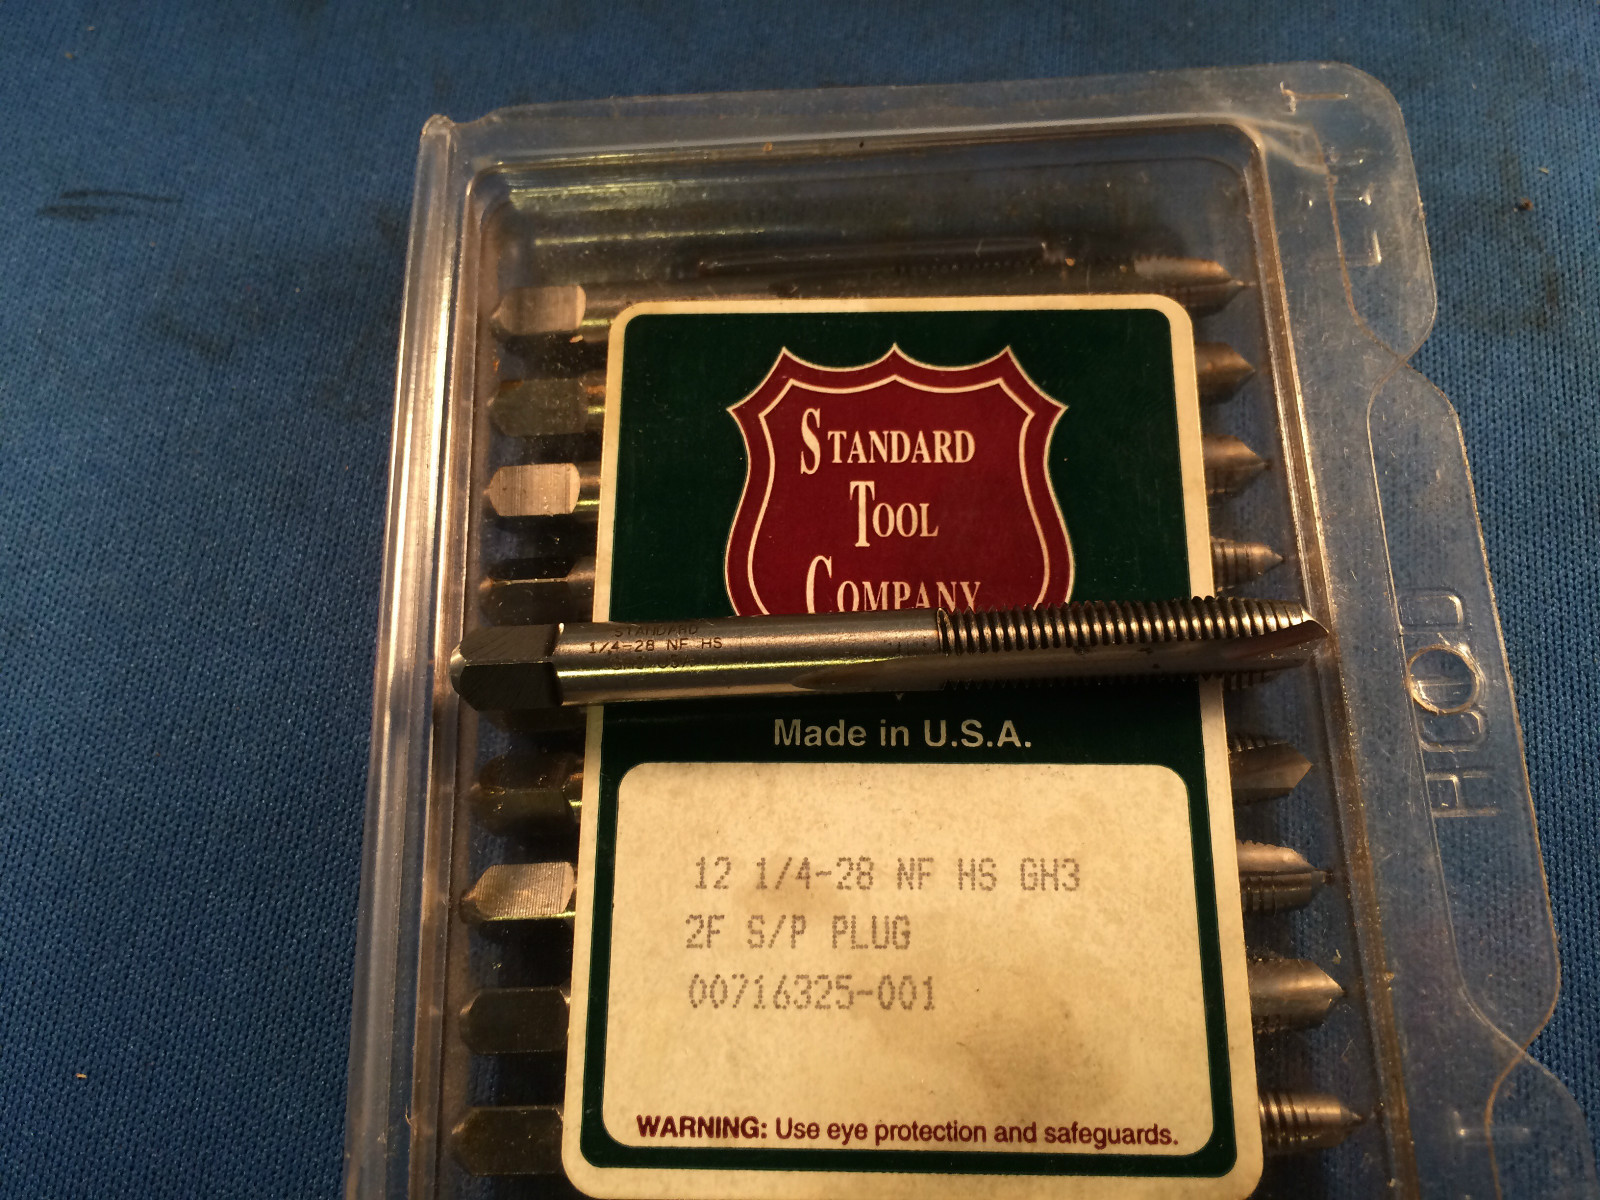 STANDARD
TOOL
COMPANY
STANDARD
1/4-28 NF HS
Made in U.S.A.
12 1/4-28 NF HS GH3
2F S/P PLUG
00716325-001
WARNING: Use eye protection and safeguards.